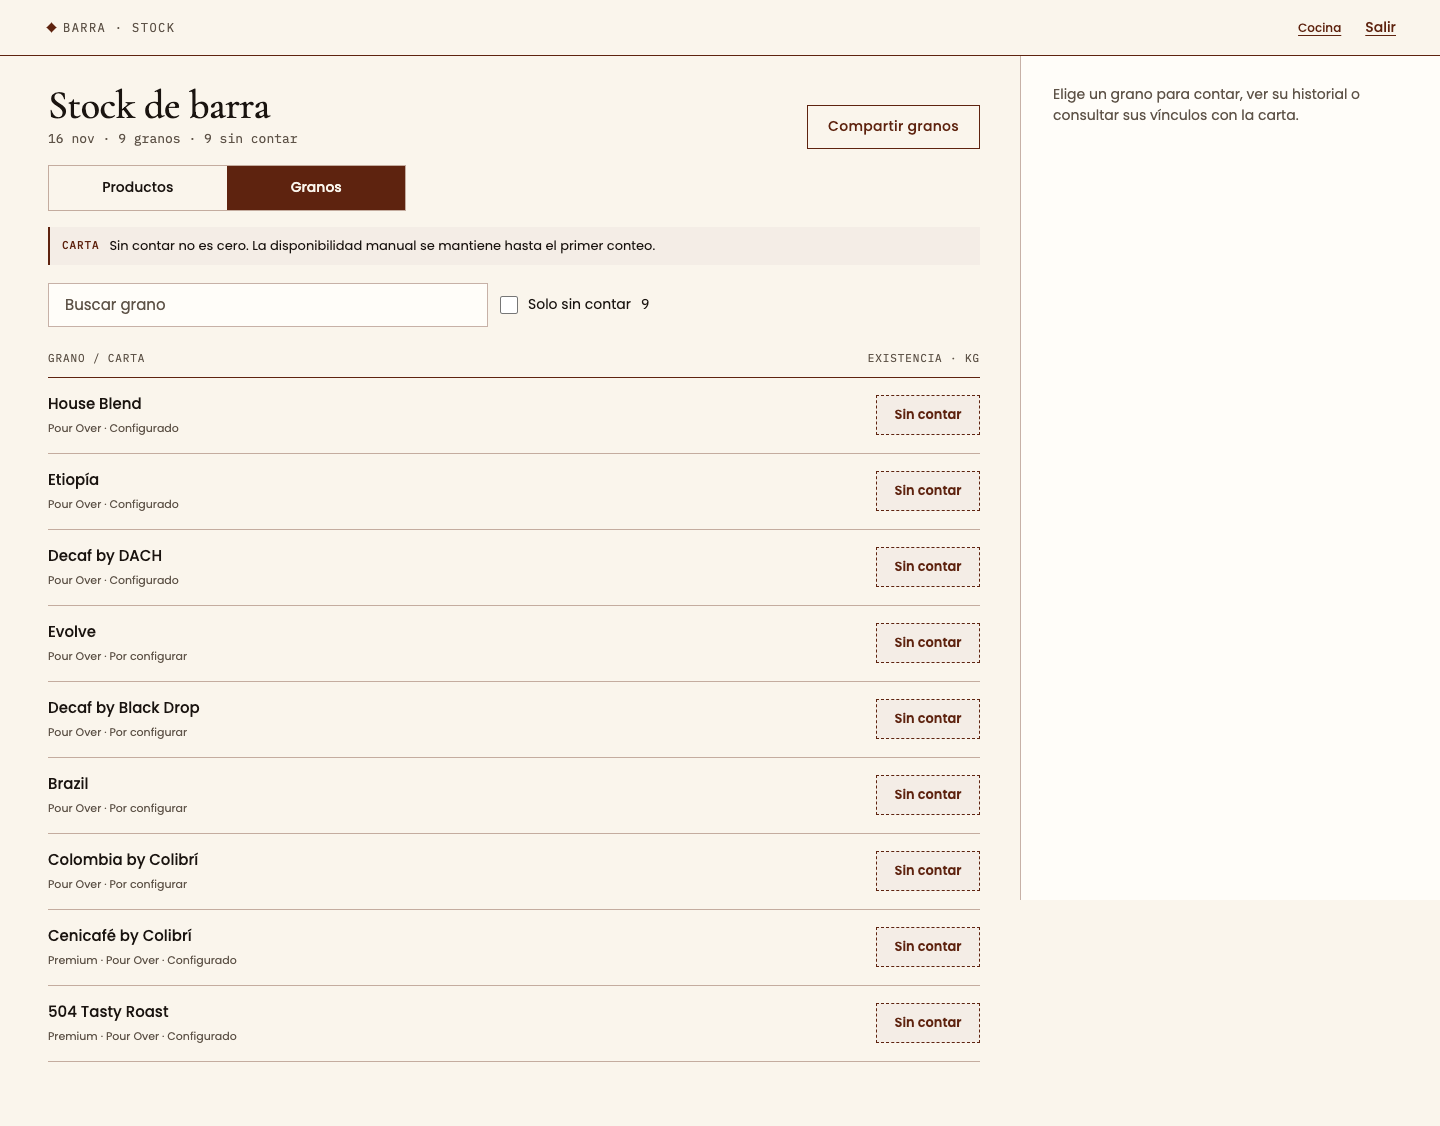 BARRA · STOCK
Cocina
Salir
Stock de barra
16 nov · 9 granos · 9 sin contar
Compartir granos
Productos
Granos
CARTA Sin contar no es cero. La disponibilidad manual se mantiene hasta el primer conteo.
Buscar grano
Solo sin contar 9
GRANO / CARTA
EXISTENCIA · KG
House Blend
Pour Over · Configurado
Sin contar
Etiopía
Pour Over · Configurado
Sin contar
Decaf by DACH
Pour Over · Configurado
Sin contar
Evolve
Pour Over · Por configurar
Sin contar
Decaf by Black Drop
Pour Over · Por configurar
Sin contar
Brazil
Pour Over · Por configurar
Sin contar
Colombia by Colibrí
Pour Over · Por configurar
Sin contar
Cenicafé by Colibrí
Premium · Pour Over · Configurado
Sin contar
504 Tasty Roast
Premium · Pour Over · Configurado
Sin contar
Elige un grano para contar, ver su historial o
consultar sus vínculos con la carta.